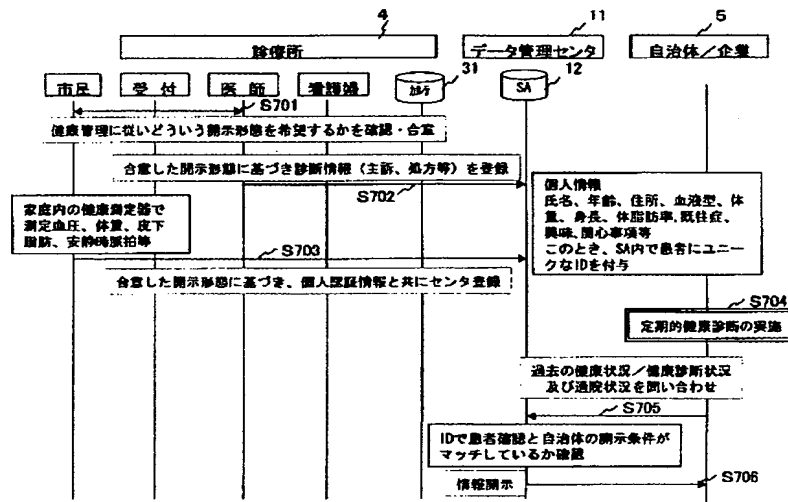 4
11
5
診療所
データ管理センタ
自治体／企業
31
12
市民
受付
医師
看護婦
ｶﾙﾃ
SA
S701
健康管理に従いどういう開示形態を希望するかを確認・合意
合意した開示形態に基づき診断情報（主訴、処方等）を登録
S702
個人情報
氏名、年齢、住所、血液型、体
重、身長、体脂肪率、既往症、
興味、関心事項等
このとき、SA内で患者にユニー
クなIDを付与
家庭内の健康測定器で
測定血圧、体重、皮下
脂肪、安静時脈拍等
S703
合意した開示形態に基づき、個人認証情報と共にセンタ登録
S704
定期的健康診断の実施
過去の健康状況／健康診断状況
及び通院状況を問い合わせ
S705
IDで患者確認と自治体の開示条件が
マッチしているか確認
情報開示
S706